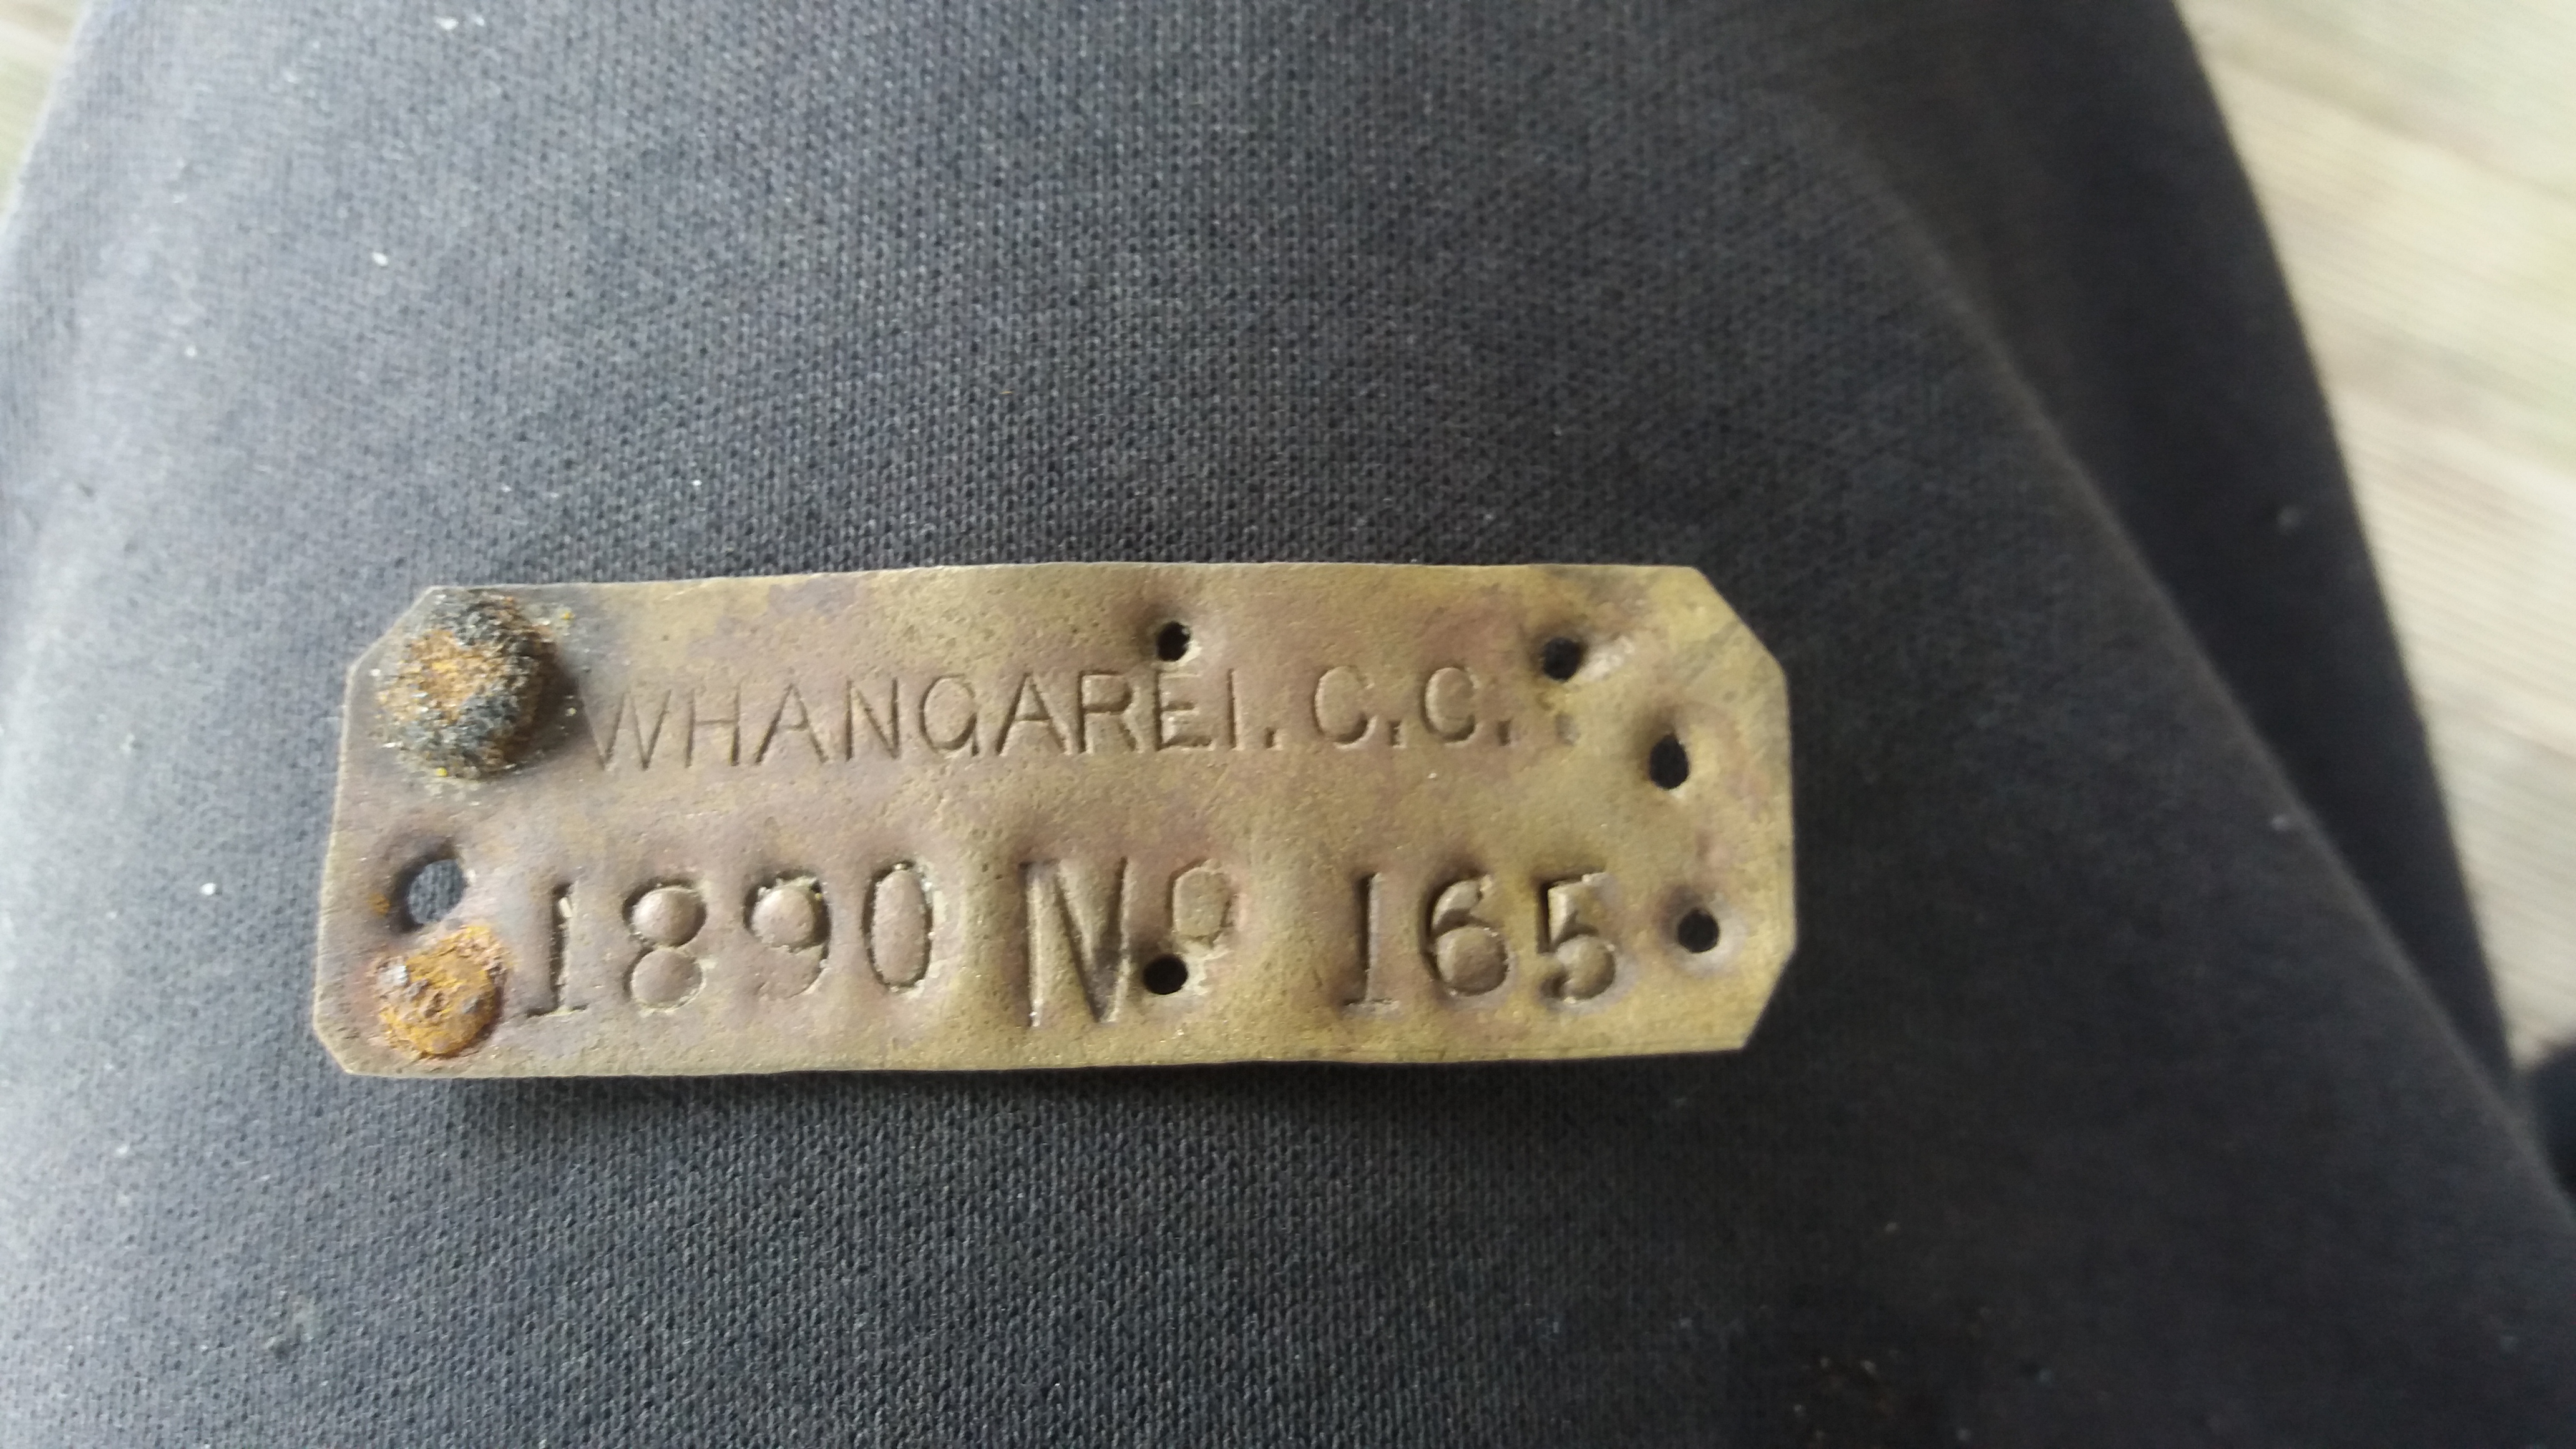 WHANGAREI. C.C.
1890 No 165